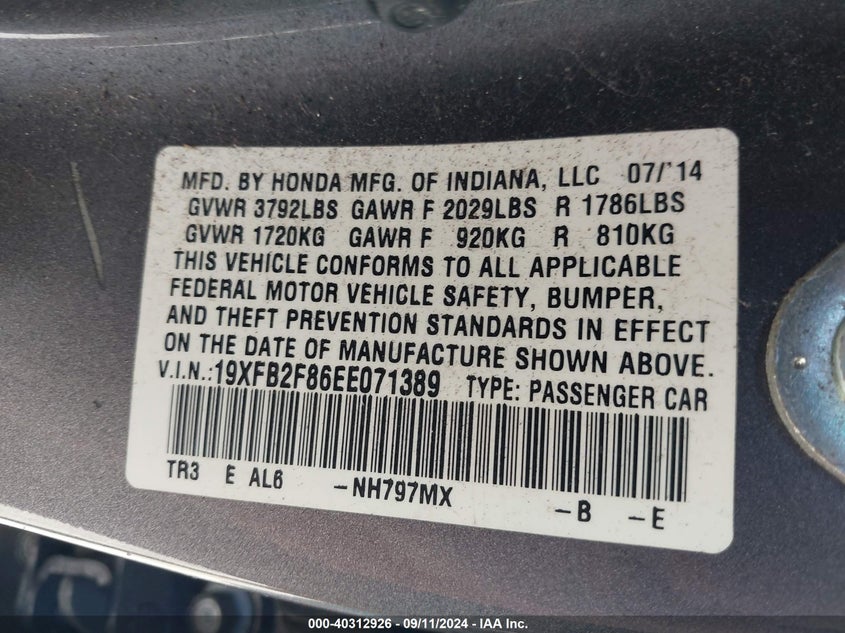 MFD. BY HONDA MFG. OF INDIANA, LLC 07/'14
GVWR 3792LBS GAWR F 2029LBS R 1786LBS
GVWR 1720KG GAWR F 920KG R 810KG
THIS VEHICLE CONFORMS TO ALL APPLICABLE
FEDERAL MOTOR VEHICLE SAFETY, BUMPER,
AND THEFT PREVENTION STANDARDS IN EFFECT
ON THE DATE OF MANUFACTURE SHOWN ABOVE.
V.I.N.:19XFB2F86EE071389 TYPE: PASSENGER CAR
TR3 E AL6 -NH797MX -B -E
000-40312926 - 09/11/2024 - IAA Inc.